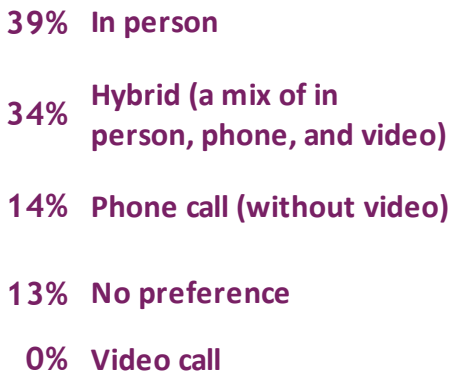 39% In person
34% Hybrid (a mix of in
person, phone, and video)
14% Phone call (without video)
13% No preference
0% Video call